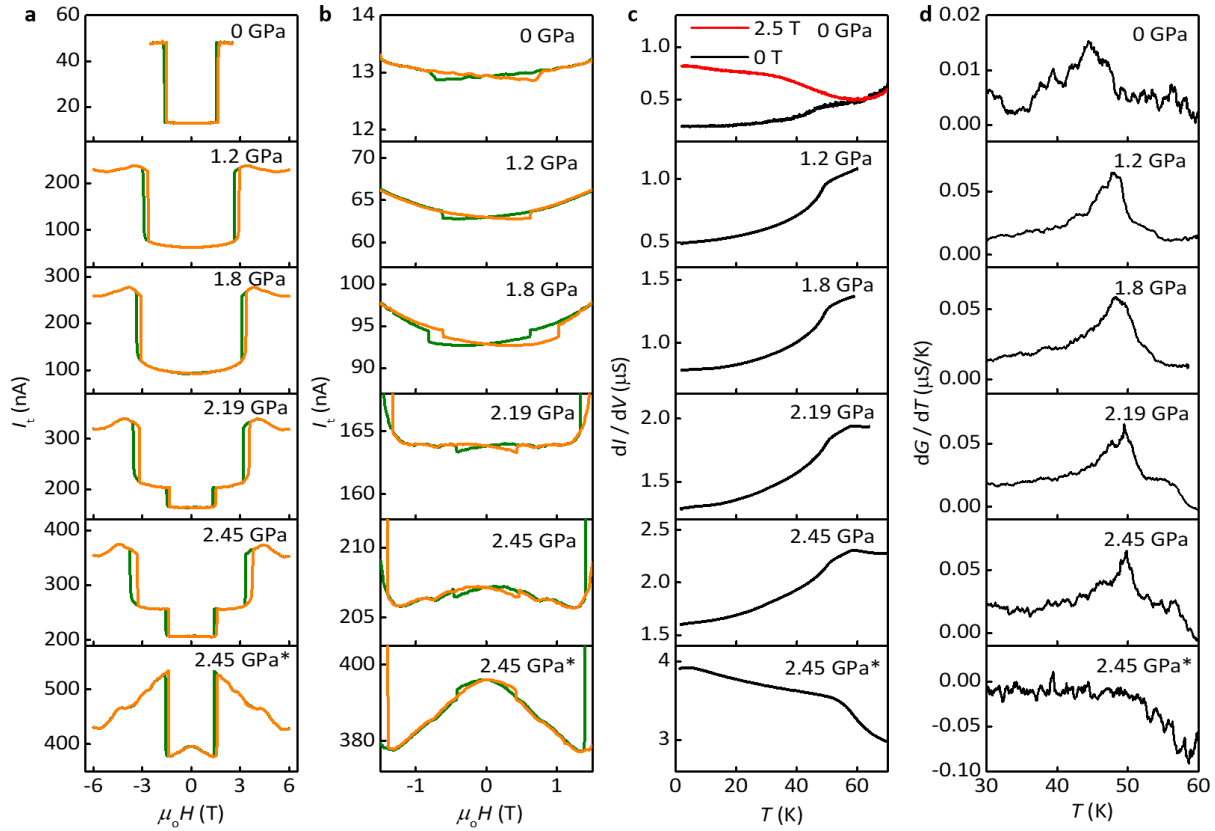 a
60
40
20
0 GPa
200
100
1.2 GPa
300
200
100
1.8 GPa
300
200
2.19 GPa
400
300
200
2.45 GPa
500
400
2.45 GPa*
-6 -3 0 3 6
I_t (nA)
μ_oH (T)
b
14
13
12
0 GPa
70
65
60
1.2 GPa
100
95
90
1.8 GPa
165
160
2.19 GPa
210
205
2.45 GPa
400
380
2.45 GPa*
-1 0 1
I_t (nA)
μ_oH (T)
c
1.0
0.5
2.5 T
0 T
0 GPa
1.0
0.5
1.2 GPa
1.5
1.0
1.8 GPa
2.0
1.5
2.19 GPa
2.5
2.0
1.5
2.45 GPa
4
3
2.45 GPa*
0 20 40 60
dI / dV (μS)
T (K)
d
0.02
0.01
0.00
0 GPa
0.05
0.00
1.2 GPa
0.05
0.00
1.8 GPa
0.05
0.00
2.19 GPa
0.05
0.00
2.45 GPa
0.00
-0.05
-0.10
2.45 GPa*
30 40 50 60
dG / dT (μS/K)
T (K)